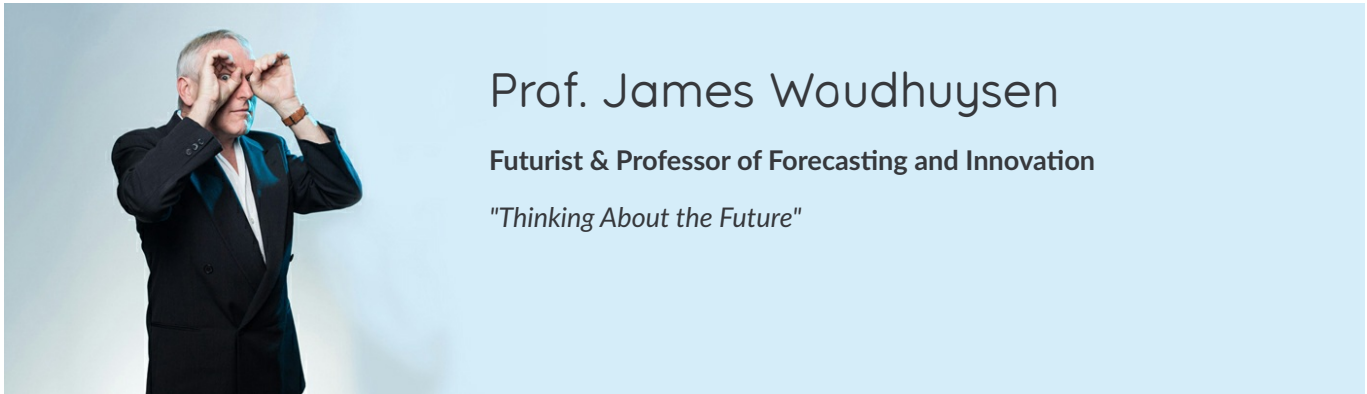 Prof. James Woudhuysen
Futurist & Professor of Forecasting and Innovation
"Thinking About the Future"